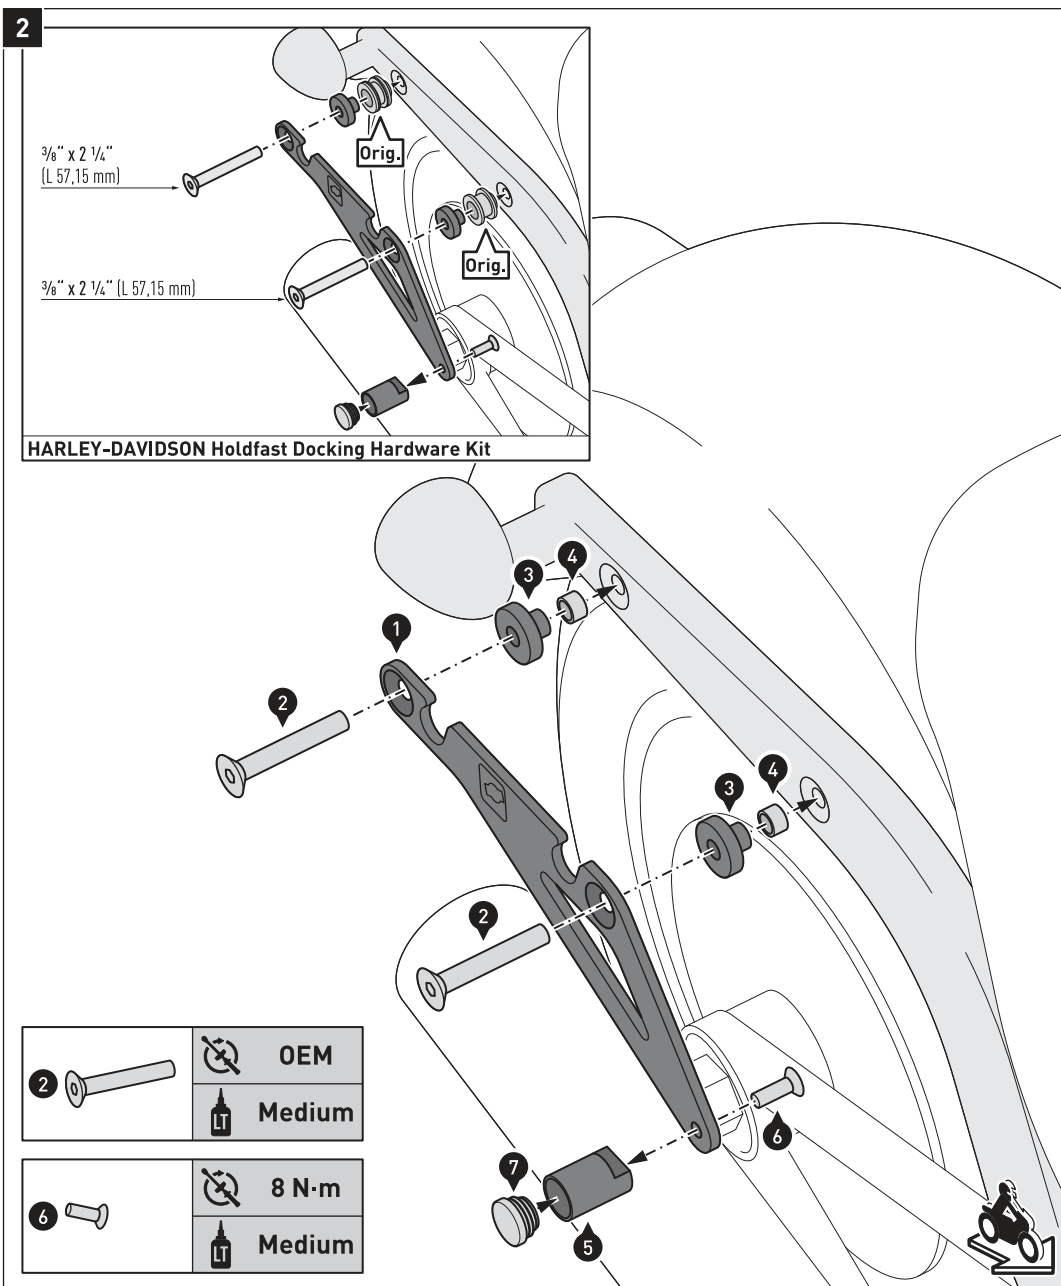 2
³/₈“ x 2 ¹/₄“
(L 57,15 mm)
Orig.
³/₈“ x 2 ¹/₄“ (L 57,15 mm)
Orig.
HARLEY-DAVIDSON Holdfast Docking Hardware Kit
4
3
1
2
4
3
2
2
OEM
LT
Medium
6
8 N·m
LT
Medium
6
7
5